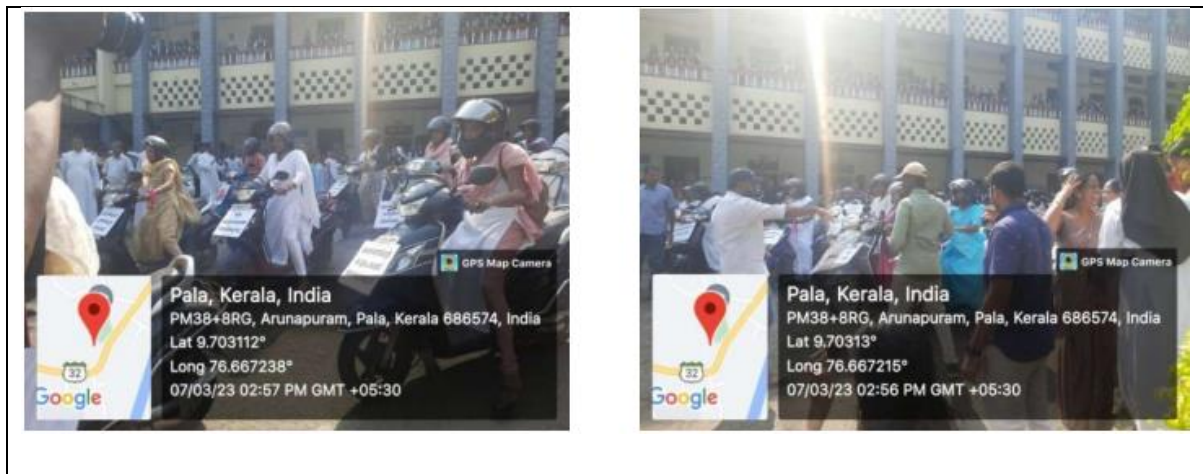 GPS Map Camera
Pala, Kerala, India
PM38+8RG, Arunapuram, Pala, Kerala 686574, India
Lat 9.703112°
Long 76.667238°
07/03/23 02:57 PM GMT +05:30
32
Google
GPS Map Camera
Pala, Kerala, India
PM38+8RG, Arunapuram, Pala, Kerala 686574, India
Lat 9.70313°
Long 76.667215°
07/03/23 02:56 PM GMT +05:30
32
Google